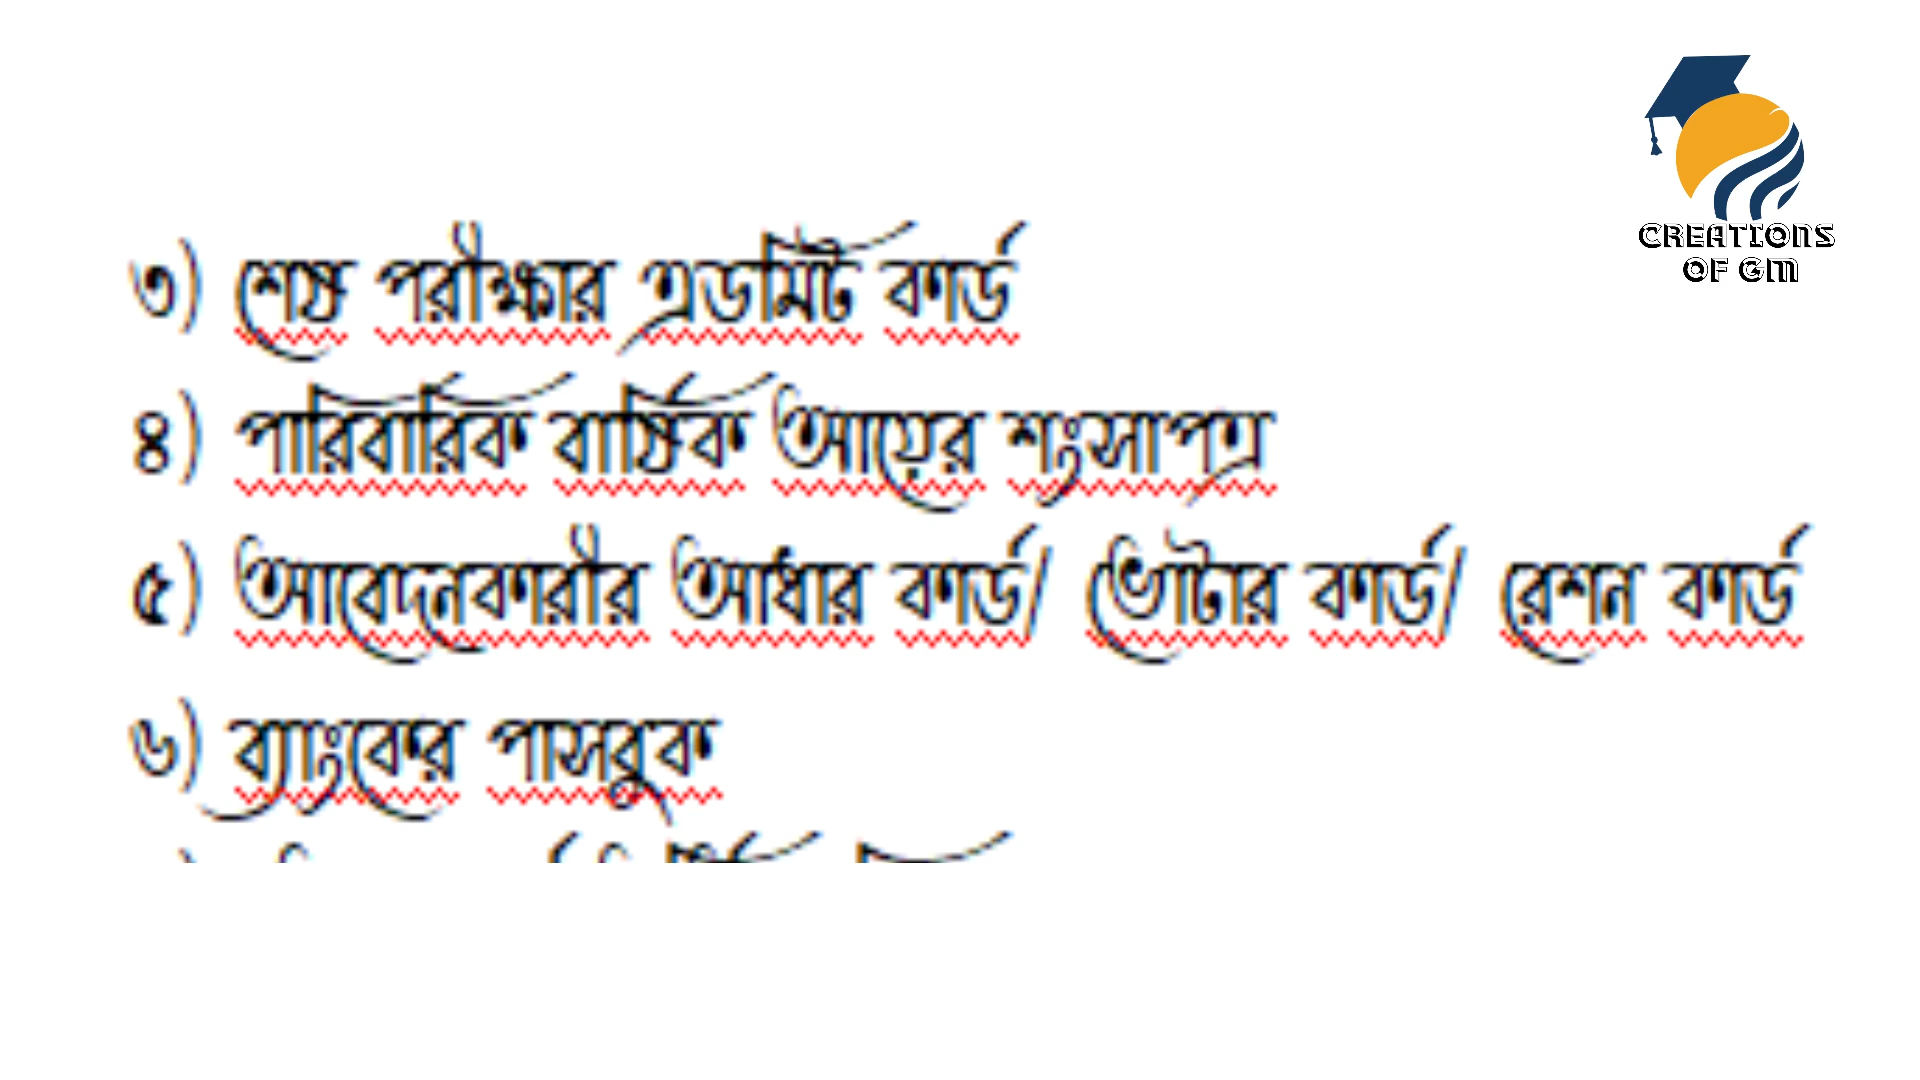 CREATIONS
OF GM
৩) শেষ পরীক্ষার এডমিট কার্ড
৪) পারিবারিক বার্ষিক আয়ের শংসাপত্র
৫) আবেদনকারীর আধার কার্ড/ ভোটার কার্ড/ রেশন কার্ড
৬) ব্যাংকের পাসবুক